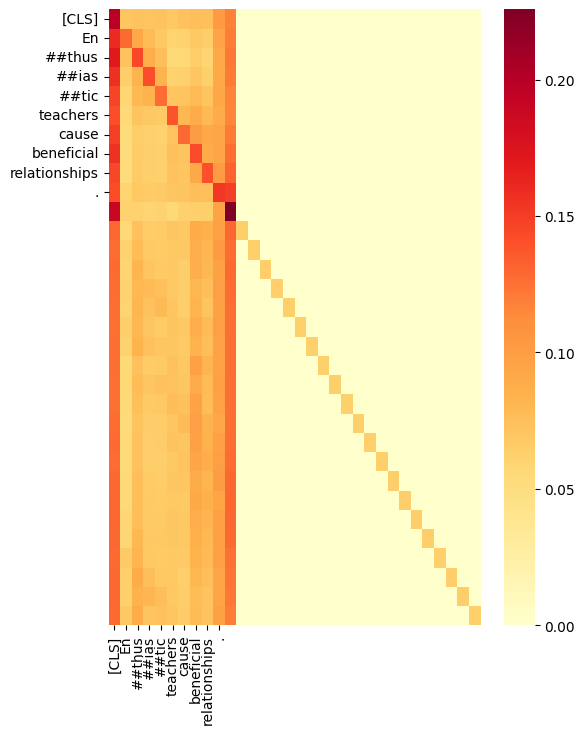 [CLS]
En
##thus
##ias
##tic
teachers
cause
beneficial
relationships
.
0.20
0.15
0.10
0.05
0.00
[CLS]
En
##thus
##ias
##tic
teachers
cause
beneficial
relationships
.